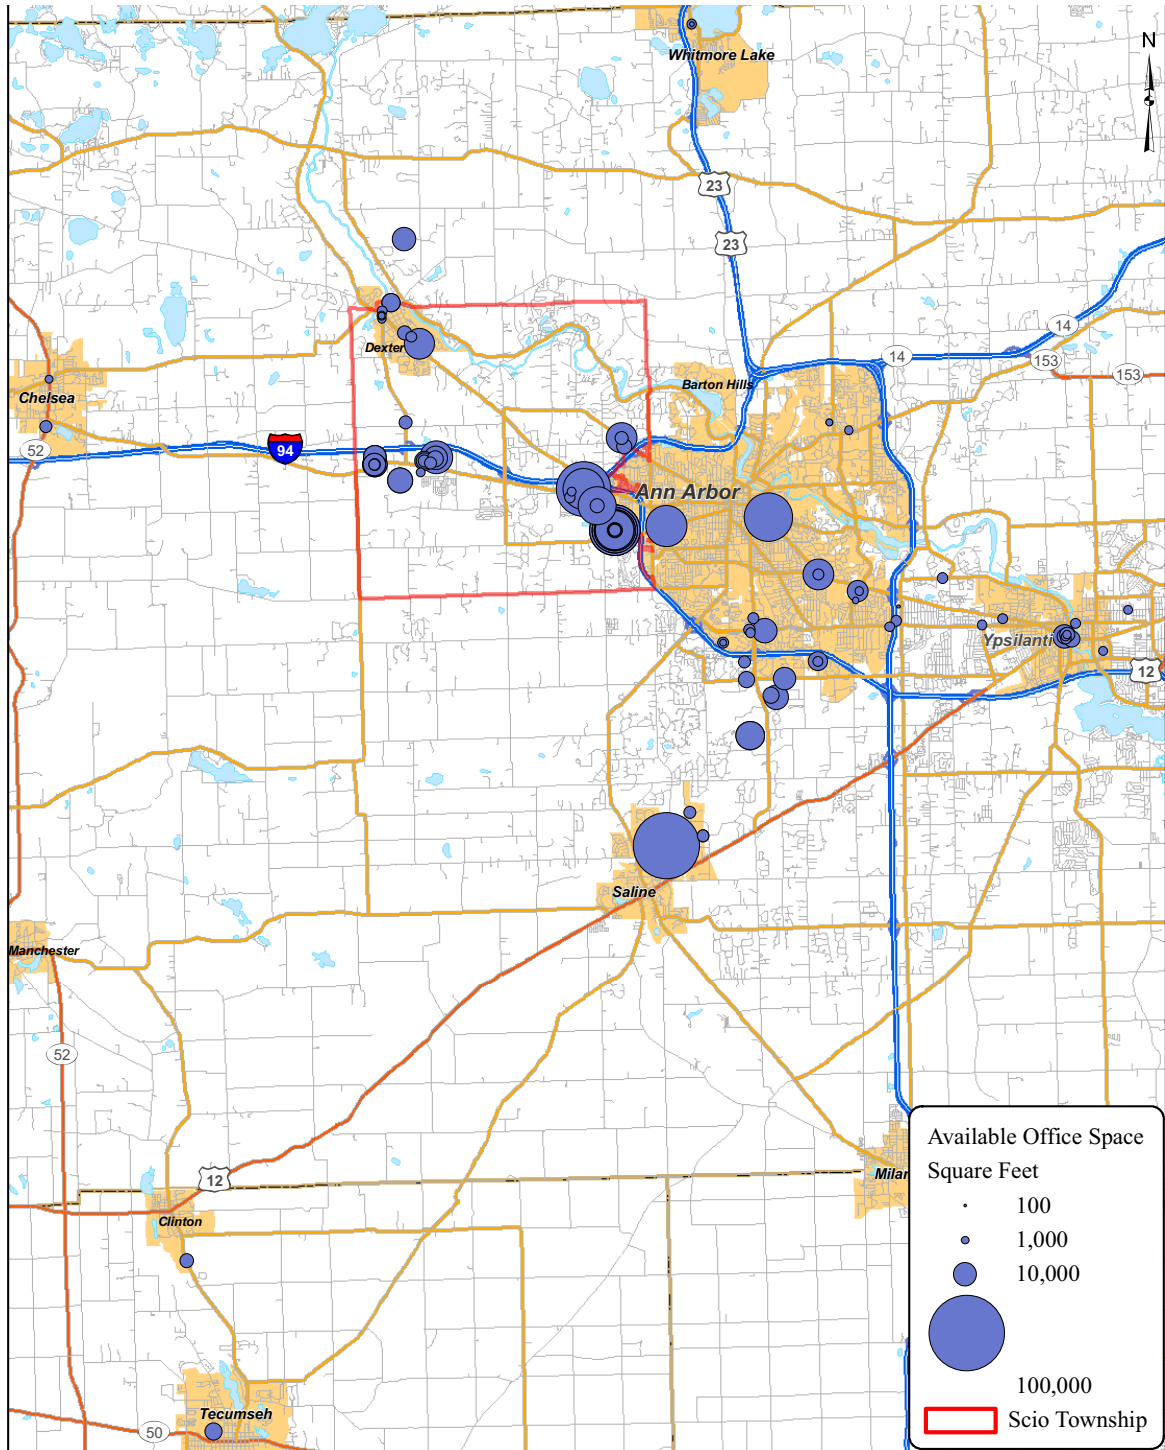 N
Whitmore Lake
23
23
14
14
153
153
Dexter
Barton Hills
Chelsea
52
94
Ann Arbor
Ypsilanti
12
Saline
Manchester
52
12
Milan
Clinton
Tecumseh
50
Available Office Space
Square Feet
100
1,000
10,000
100,000
Scio Township